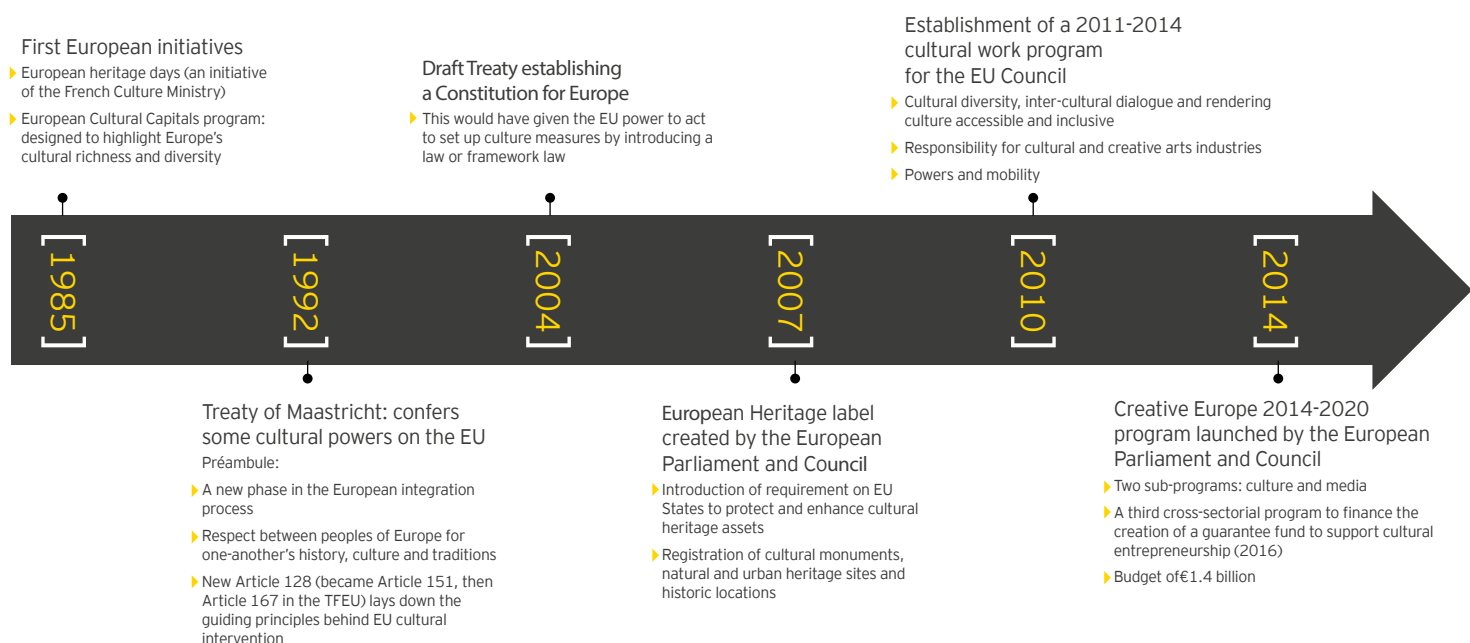 First European initiatives
European heritage days (an initiative
of the French Culture Ministry)
European Cultural Capitals program:
designed to highlight Europe's
cultural richness and diversity
Draft Treaty establishing
a Constitution for Europe
This would have given the EU power to act
to set up culture measures by introducing a
law or framework law
Establishment of a 2011-2014
cultural work program
for the EU Council
Cultural diversity, inter-cultural dialogue and rendering
culture accessible and inclusive
Responsibility for cultural and creative arts industries
Powers and mobility
[1985]
[1992]
[2004]
[2007]
[2010]
[2014]
Treaty of Maastricht: confers
some cultural powers on the EU
Préambule:
A new phase in the European integration
process
Respect between peoples of Europe for
one-another's history, culture and traditions
New Article 128 (became Article 151, then
Article 167 in the TFEU) lays down the
guiding principles behind EU cultural
intervention
European Heritage label
created by the European
Parliament and Council
Introduction of requirement on EU
States to protect and enhance cultural
heritage assets
Registration of cultural monuments,
natural and urban heritage sites and
historic locations
Creative Europe 2014-2020
program launched by the European
Parliament and Council
Two sub-programs: culture and media
A third cross-sectorial program to finance the
creation of a guarantee fund to support cultural
entrepreneurship (2016)
Budget of€1.4 billion